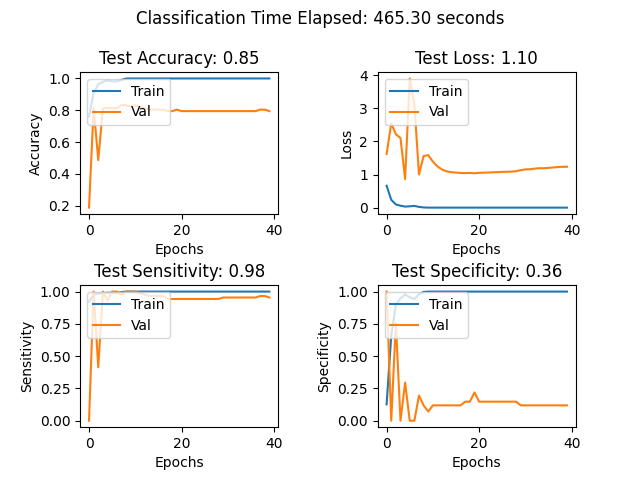 Classification Time Elapsed: 465.30 seconds
Test Accuracy: 0.85
1.0
0.8
0.6
0.4
0.2
Accuracy
Train
Val
0 20 40
Epochs
Test Loss: 1.10
4
3
2
1
0
Loss
Train
Val
0 20 40
Epochs
Test Sensitivity: 0.98
1.00
0.75
0.50
0.25
0.00
Sensitivity
Train
Val
0 20 40
Epochs
Test Specificity: 0.36
1.00
0.75
0.50
0.25
0.00
Specificity
Train
Val
0 20 40
Epochs